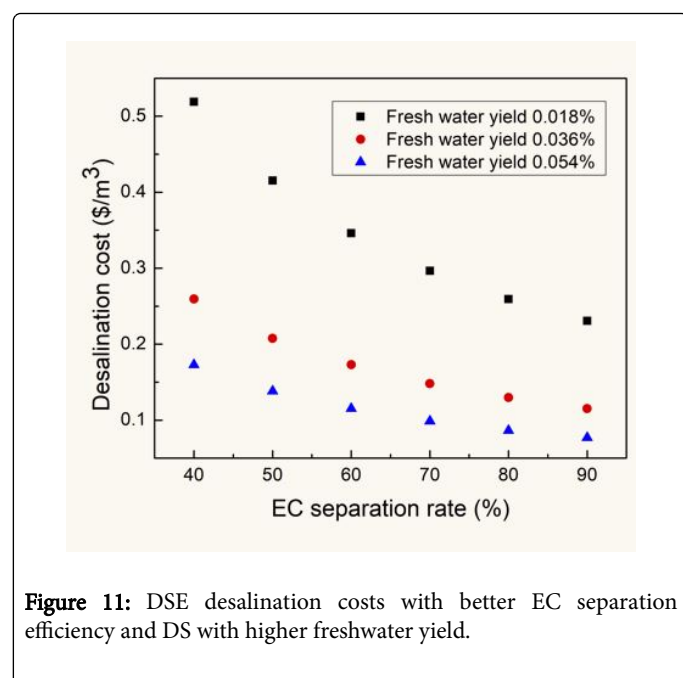 0.5
0.4
0.3
0.2
0.1
Desalination cost ($/m³)
Fresh water yield 0.018%
Fresh water yield 0.036%
Fresh water yield 0.054%
40 50 60 70 80 90
EC separation rate (%)
Figure 11: DSE desalination costs with better EC separation
efficiency and DS with higher freshwater yield.